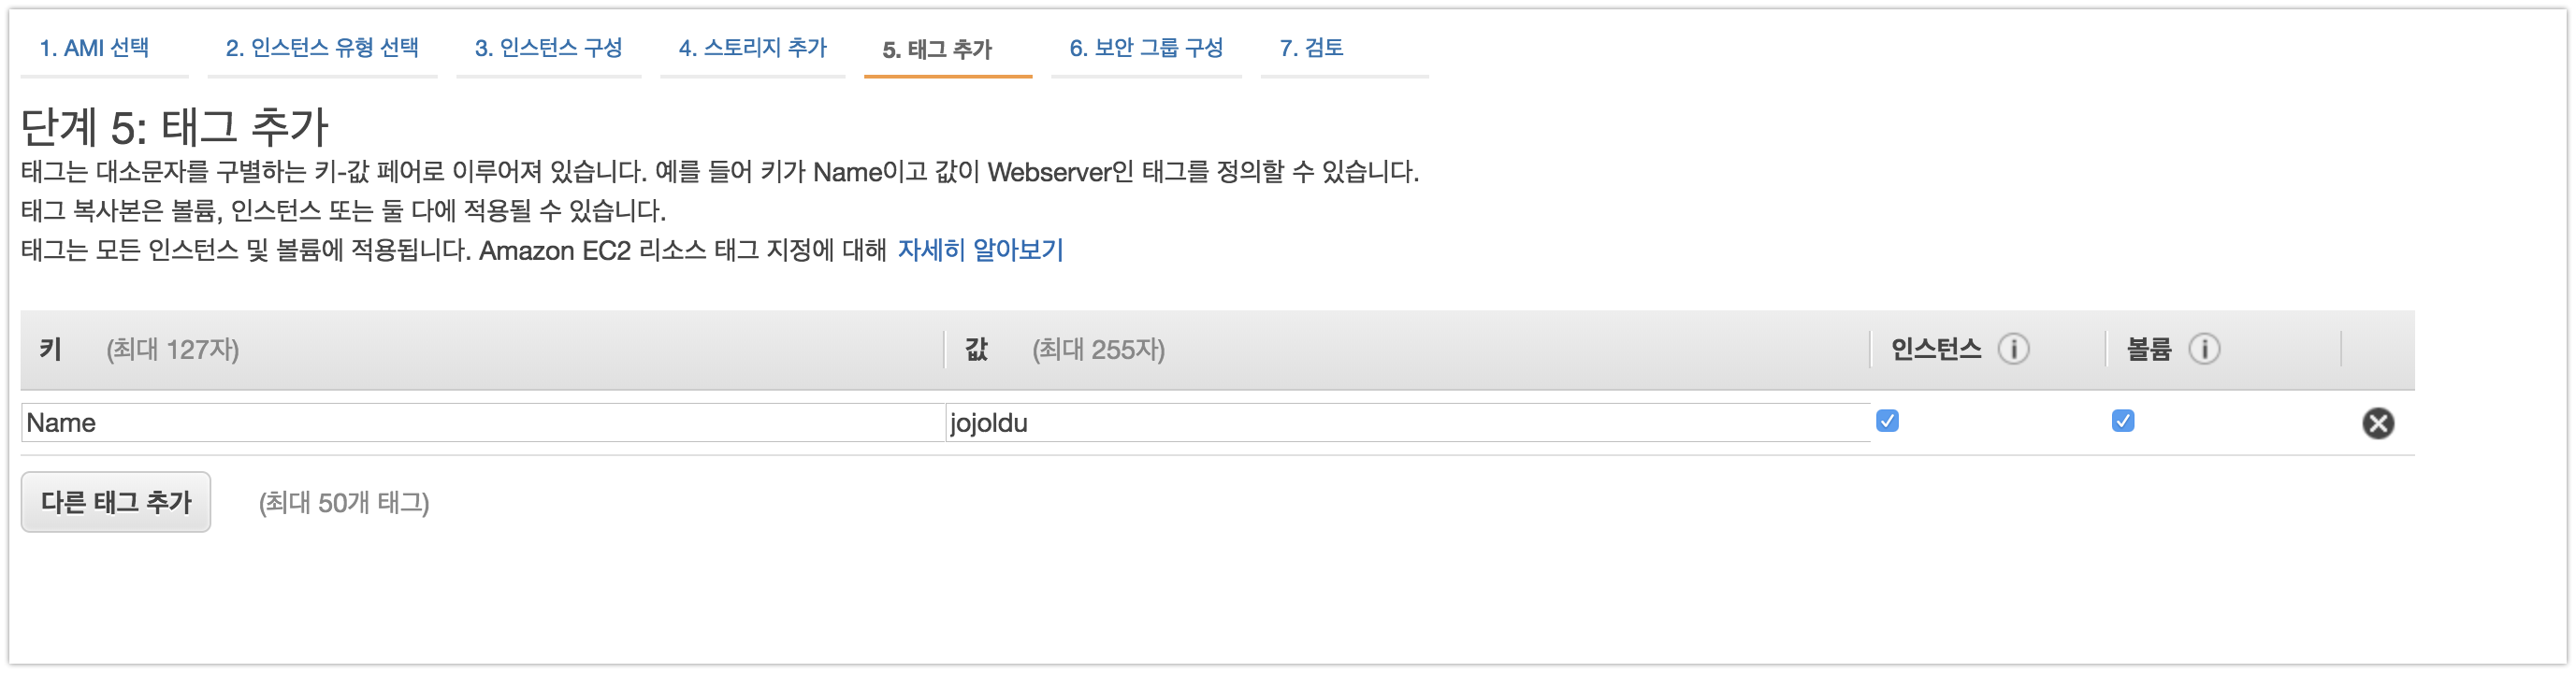 1. AMI 선택 2. 인스턴스 유형 선택 3. 인스턴스 구성 4. 스토리지 추가 5. 태그 추가 6. 보안 그룹 구성 7. 검토
단계 5: 태그 추가
태그는 대소문자를 구별하는 키-값 페어로 이루어져 있습니다. 예를 들어 키가 Name이고 값이 Webserver인 태그를 정의할 수 있습니다.
태그 복사본은 볼륨, 인스턴스 또는 둘 다에 적용될 수 있습니다.
태그는 모든 인스턴스 및 볼륨에 적용됩니다. Amazon EC2 리소스 태그 지정에 대해 자세히 알아보기
키 (최대 127자) 값 (최대 255자) 인스턴스 볼륨
Name jojoldu
다른 태그 추가 (최대 50개 태그)